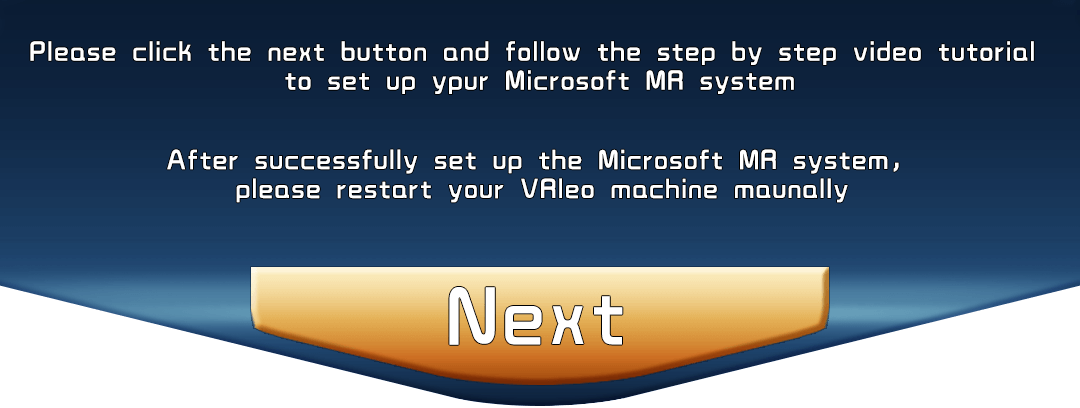 Please click the next button and follow the step by step video tutorial
to set up ypur Microsoft MR system
After successfully set up the Microsoft MR system,
please restart your VRleo machine maunally
Next